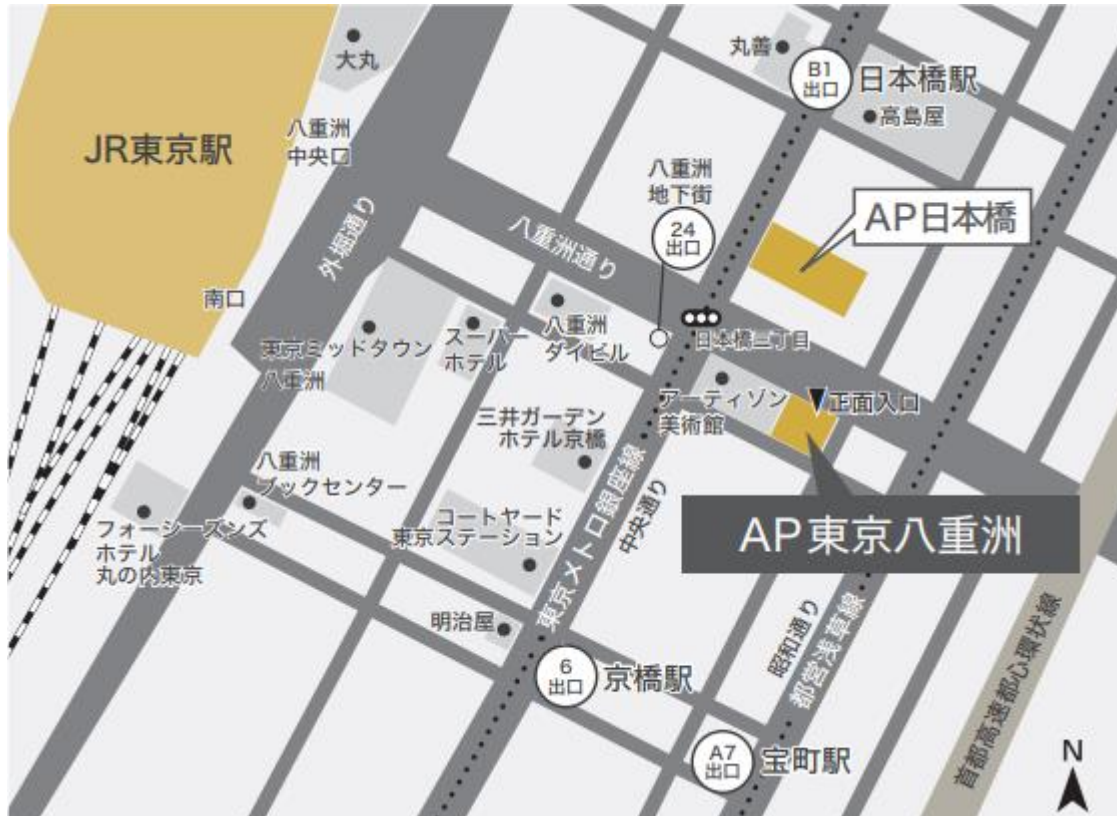 大丸
JR東京駅
八重洲
中央口
外堀通り
南口
丸善
B1
出口
日本橋駅
高島屋
八重洲
地下街
24
出口
AP日本橋
八重洲通り
日本橋三丁目
東京ミッドタウン
八重洲
スーパー
ホテル
八重洲
ダイビル
アーティゾン
美術館
正面入口
三井ガーデン
ホテル京橋
八重洲
ブックセンター
フォーシーズンズ
ホテル
丸の内東京
コートヤード
東京ステーション
東京メトロ銀座線
中央通り
AP東京八重洲
明治屋
6
出口
京橋駅
昭和通り
都営浅草線
A7
出口
宝町駅
首都高速都心環状線
N